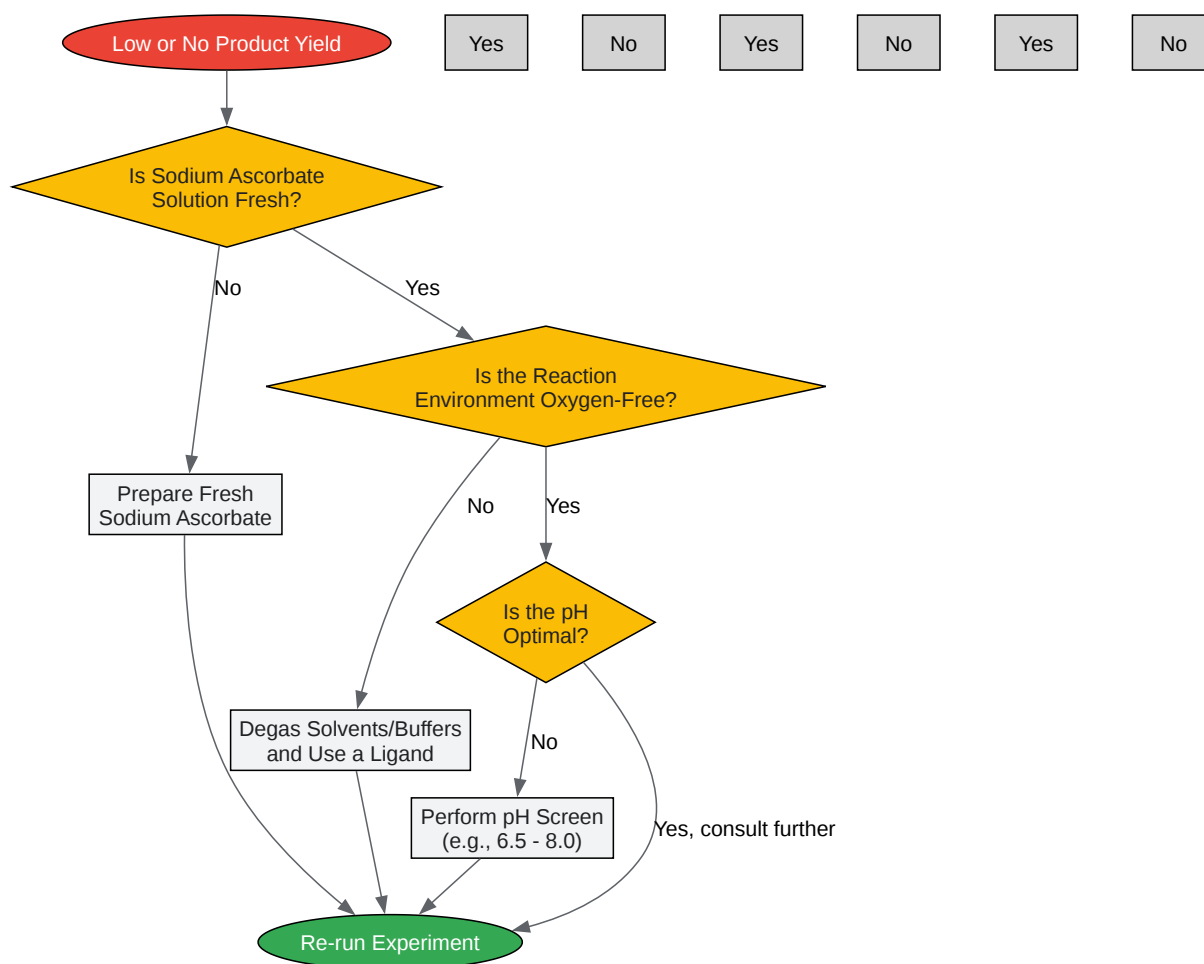 Low or No Product Yield
Yes
No
Yes
No
Yes
No
Is Sodium Ascorbate
Solution Fresh?
No
Yes
Is the Reaction
Environment Oxygen-Free?
Prepare Fresh
Sodium Ascorbate
No
Yes
Is the pH
Optimal?
Degas Solvents/Buffers
and Use a Ligand
No
Perform pH Screen
(e.g., 6.5 - 8.0)
Yes, consult further
Re-run Experiment